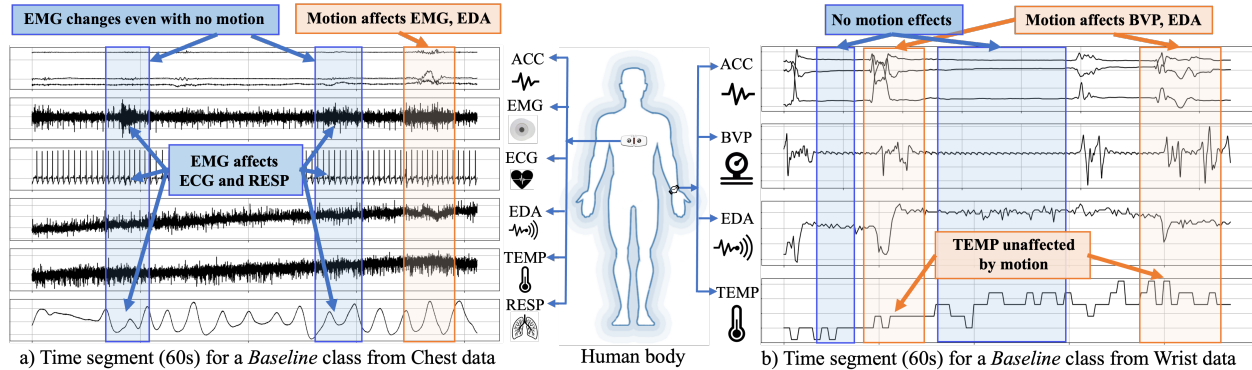 EMG changes even with no motion
Motion affects EMG, EDA
EMG affects
ECG and RESP
ACC
EMG
ECG
EDA
TEMP
RESP
a) Time segment (60s) for a Baseline class from Chest data
Human body
No motion effects
Motion affects BVP, EDA
ACC
BVP
EDA
TEMP
TEMP unaffected
by motion
b) Time segment (60s) for a Baseline class from Wrist data